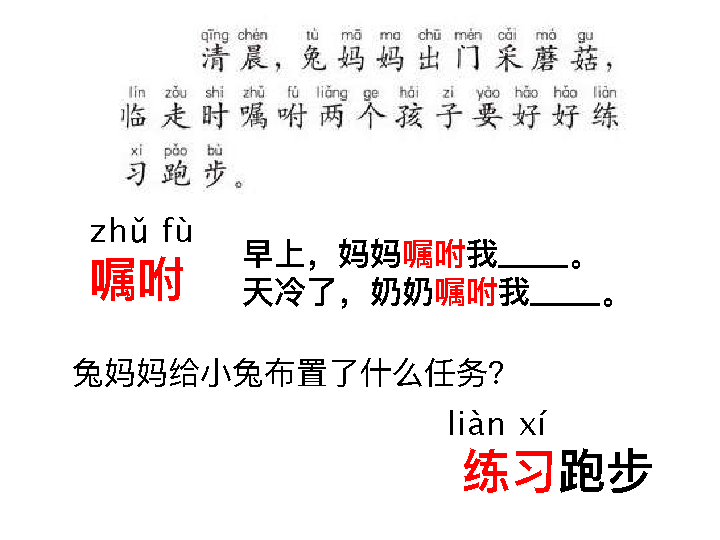 qīng chén tù mā ma chū mén cǎi mó gu
清晨，兔妈妈出门采蘑菇，
lín zǒu shí zhǔ fù liǎng ge hái zi yào hǎo hǎo liàn
临走时嘱咐两个孩子要好好练
xí pǎo bù
习跑步。
zhǔ fù
嘱咐
早上，妈妈嘱咐我____。
天冷了，奶奶嘱咐我____。
兔妈妈给小兔布置了什么任务?
liàn xí
练习跑步